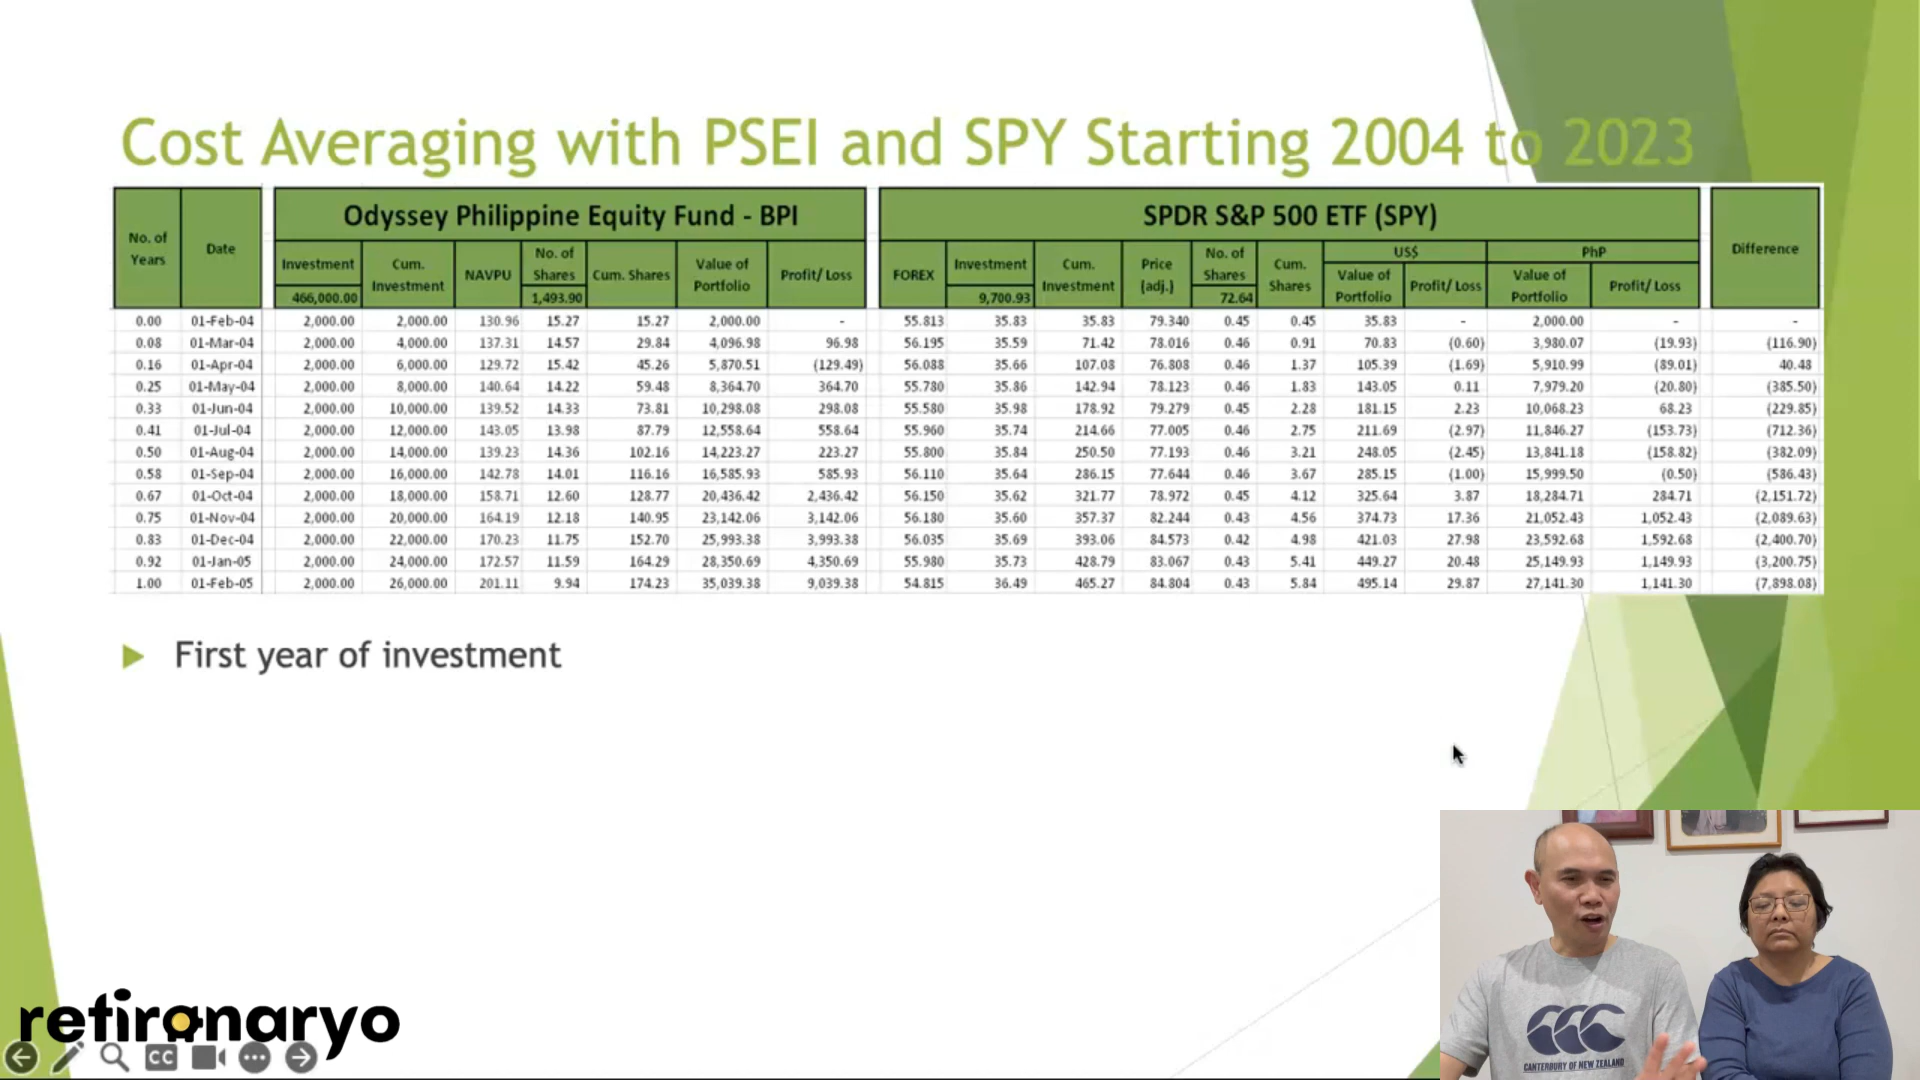 Cost Averaging with PSEI and SPY Starting 2004 to 2023
No. of Years Date Odyssey Philippine Equity Fund - BPI SPDR S&P 500 ETF (SPY) Difference
Investment Cum. Investment NAVPU No. of Shares Cum. Shares Value of Portfolio Profit/ Loss FOREX Investment Cum. Investment Price (adj.) No. of Shares Cum. Shares US$ Value of Portfolio Profit/ Loss PhP Value of Portfolio Profit/ Loss
466,000.00 1,493.90 9,700.93 72.64
0.00 01-Feb-04 2,000.00 2,000.00 130.96 15.27 15.27 2,000.00 - 55.813 35.83 35.83 79.340 0.45 0.45 35.83 - 2,000.00 - -
0.08 01-Mar-04 2,000.00 4,000.00 137.31 14.57 29.84 4,096.98 96.98 56.195 35.59 71.42 78.016 0.46 0.91 70.83 (0.60) 3,980.07 (19.93) (116.90)
0.16 01-Apr-04 2,000.00 6,000.00 129.72 15.42 45.26 5,870.51 (129.49) 56.088 35.66 107.08 76.808 0.46 1.37 105.39 (1.69) 5,910.99 (89.01) 40.48
0.25 01-May-04 2,000.00 8,000.00 140.64 14.22 59.48 8,364.70 364.70 55.780 35.86 142.94 78.123 0.46 1.83 143.05 0.11 7,979.20 (20.80) (385.50)
0.33 01-Jun-04 2,000.00 10,000.00 139.52 14.33 73.81 10,298.08 298.08 55.580 35.98 178.92 79.279 0.45 2.28 181.15 2.23 10,068.23 68.23 (229.85)
0.41 01-Jul-04 2,000.00 12,000.00 143.05 13.98 87.79 12,558.64 558.64 55.960 35.74 214.66 77.005 0.46 2.75 211.69 (2.97) 11,846.27 (153.73) (712.36)
0.50 01-Aug-04 2,000.00 14,000.00 139.23 14.36 102.16 14,223.27 223.27 55.800 35.84 250.50 77.193 0.46 3.21 248.05 (2.45) 13,841.18 (158.82) (382.09)
0.58 01-Sep-04 2,000.00 16,000.00 142.78 14.01 116.16 16,585.93 585.93 56.110 35.64 286.15 77.644 0.46 3.67 285.15 (1.00) 15,999.50 (0.50) (586.43)
0.67 01-Oct-04 2,000.00 18,000.00 158.71 12.60 128.77 20,436.42 2,436.42 56.150 35.62 321.77 78.972 0.45 4.12 325.64 3.87 18,284.71 284.71 (2,151.72)
0.75 01-Nov-04 2,000.00 20,000.00 164.19 12.18 140.95 23,142.06 3,142.06 56.180 35.60 357.37 82.244 0.43 4.56 374.73 17.36 21,052.43 1,052.43 (2,089.63)
0.83 01-Dec-04 2,000.00 22,000.00 170.23 11.75 152.70 25,993.38 3,993.38 56.035 35.69 393.06 84.573 0.42 4.98 421.03 27.98 23,592.68 1,592.68 (2,400.70)
0.92 01-Jan-05 2,000.00 24,000.00 172.57 11.59 164.29 28,350.69 4,350.69 55.980 35.73 428.79 83.067 0.43 5.41 449.27 20.48 25,149.93 1,149.93 (3,200.75)
1.00 01-Feb-05 2,000.00 26,000.00 201.11 9.94 174.23 35,039.38 9,039.38 54.815 36.49 465.27 84.804 0.43 5.84 495.14 29.87 27,141.30 1,141.30 (7,898.08)
First year of investment
retironaryo
CC
CANTERBURY OF NEW ZEALAND